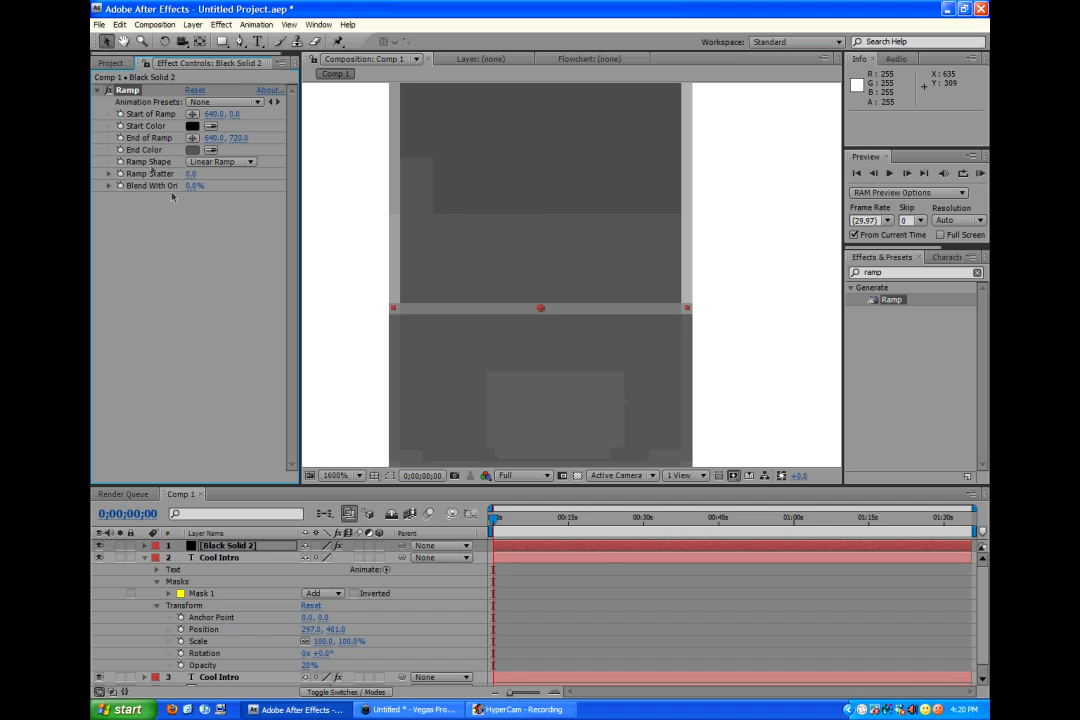 Adobe After Effects - Untitled Project.aep *
File Edit Composition Layer Effect Animation View Window Help
Workspace: Standard Search Help
Project Effect Controls: Black Solid 2 Composition: Comp 1 Layer: (none) Flowchart: (none) Info Audio
Comp 1 • Black Solid 2 Comp 1
fx Ramp Reset About...
Animation Presets: None
Start of Ramp 640.0, 0.0
Start Color
End of Ramp 640.0, 720.0
End Color
Ramp Shape Linear Ramp
Ramp Scatter 0.0
Blend With Ori 0.0%
R: 255 X: 635
G: 255 Y: 309
B: 255
A: 255
Preview
RAM Preview Options
Frame Rate Skip Resolution
(29.97) 0 Auto
From Current Time Full Screen
Effects & Presets Characte
ramp
Generate
Ramp
1600% 0;00;00;00 Full Active Camera 1 View +0.0
Render Queue Comp 1
0;00;00;00 00:15s 00:30s 00:45s 01:00s 01:15s 01:30s
# Layer Name Parent
1 [Black Solid 2] None
2 T Cool Intro None
Text Animate:
Masks
Mask 1 Add Inverted
Transform Reset
Anchor Point 0.0, 0.0
Position 297.0, 401.0
Scale 100.0, 100.0%
Rotation 0x +0.0°
Opacity 20%
3 T Cool Intro None
Toggle Switches / Modes
start Adobe After Effects -... Untitled * - Vegas Pro... HyperCam - Recording 4:20 PM